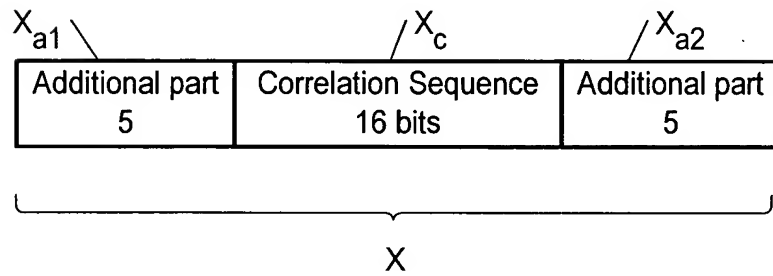 X_a1 X_c X_a2
Additional part Correlation Sequence Additional part
5 16 bits 5
X